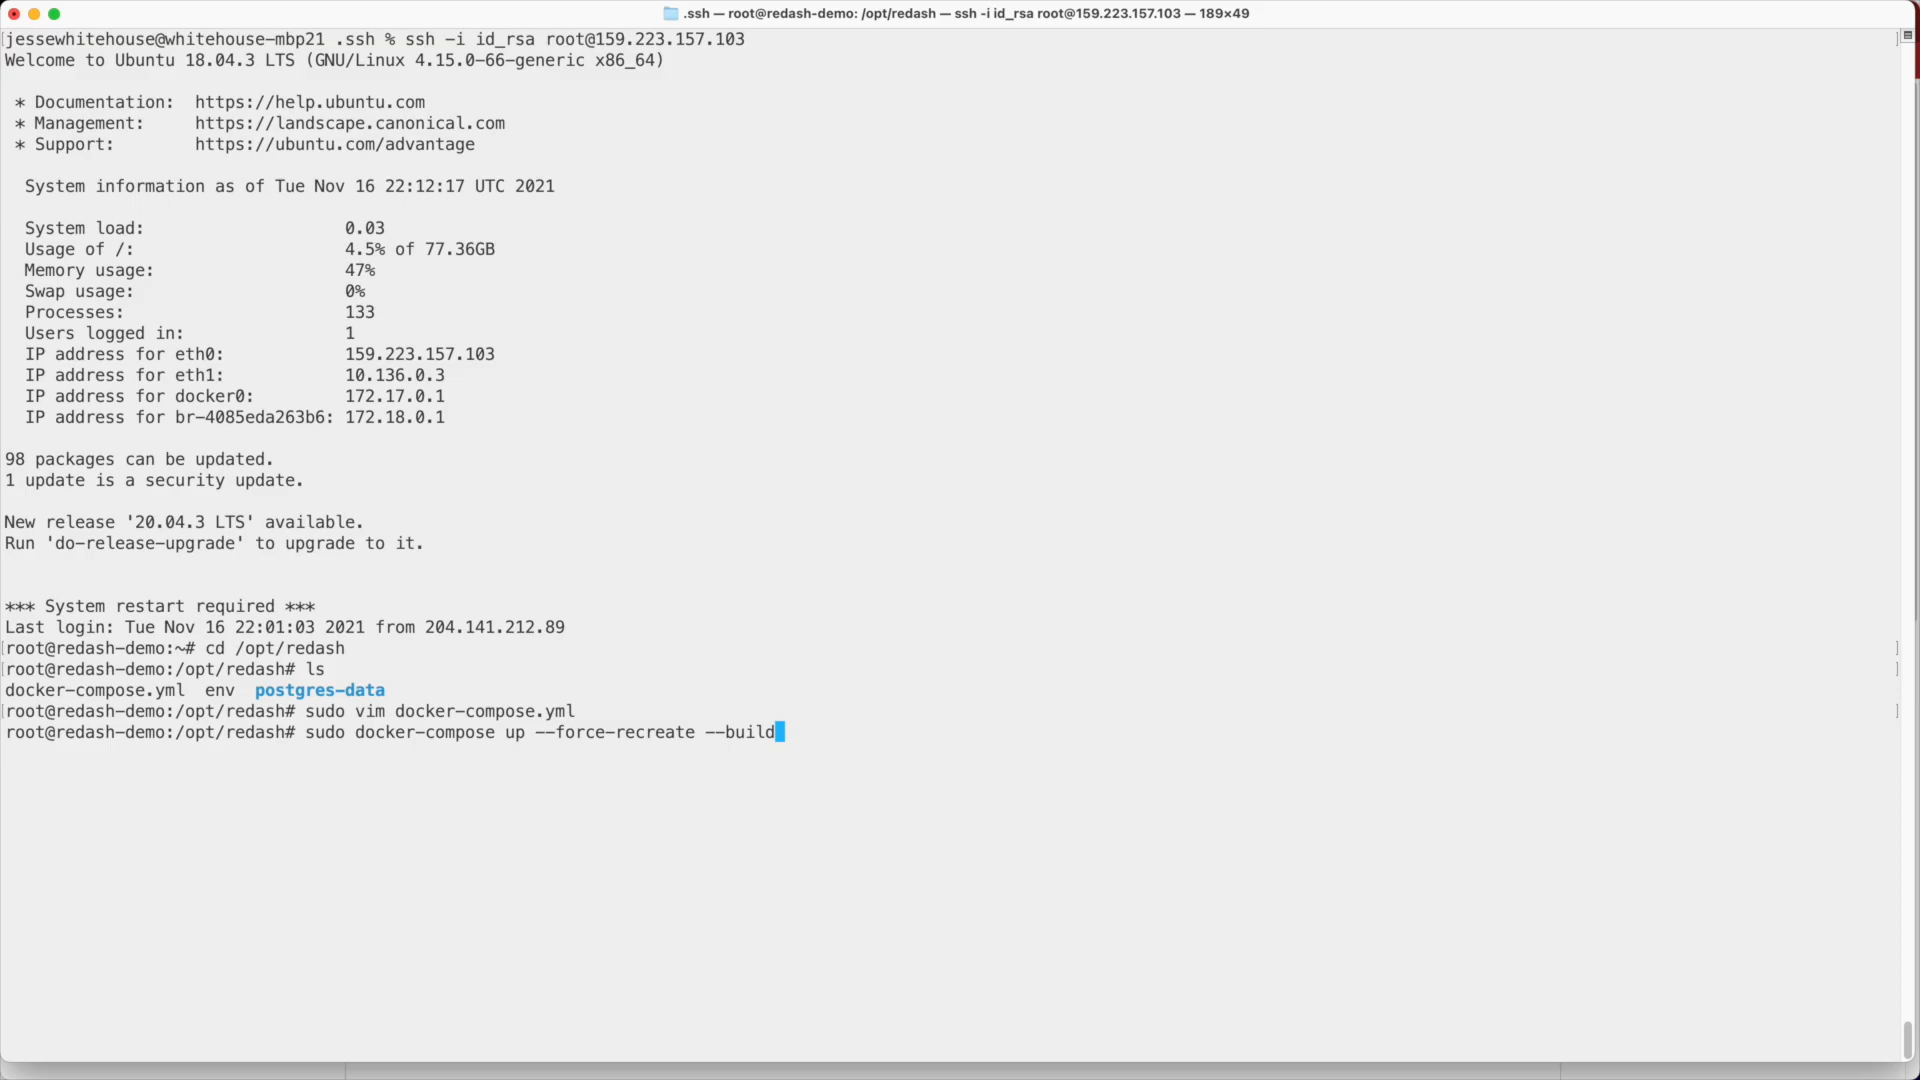 .ssh — root@redash-demo: /opt/redash — ssh -i id_rsa root@159.223.157.103 — 189×49
[jessewhitehouse@whitehouse-mbp21 .ssh % ssh -i id_rsa root@159.223.157.103 ]
Welcome to Ubuntu 18.04.3 LTS (GNU/Linux 4.15.0-66-generic x86_64)
* Documentation: https://help.ubuntu.com
* Management: https://landscape.canonical.com
* Support: https://ubuntu.com/advantage
System information as of Tue Nov 16 22:12:17 UTC 2021
System load: 0.03
Usage of /: 4.5% of 77.36GB
Memory usage: 47%
Swap usage: 0%
Processes: 133
Users logged in: 1
IP address for eth0: 159.223.157.103
IP address for eth1: 10.136.0.3
IP address for docker0: 172.17.0.1
IP address for br-4085eda263b6: 172.18.0.1
98 packages can be updated.
1 update is a security update.
New release '20.04.3 LTS' available.
Run 'do-release-upgrade' to upgrade to it.
*** System restart required ***
Last login: Tue Nov 16 22:01:03 2021 from 204.141.212.89
[root@redash-demo:~# cd /opt/redash ]
[root@redash-demo:/opt/redash# ls ]
docker-compose.yml env postgres-data
[root@redash-demo:/opt/redash# sudo vim docker-compose.yml ]
root@redash-demo:/opt/redash# sudo docker-compose up --force-recreate --build